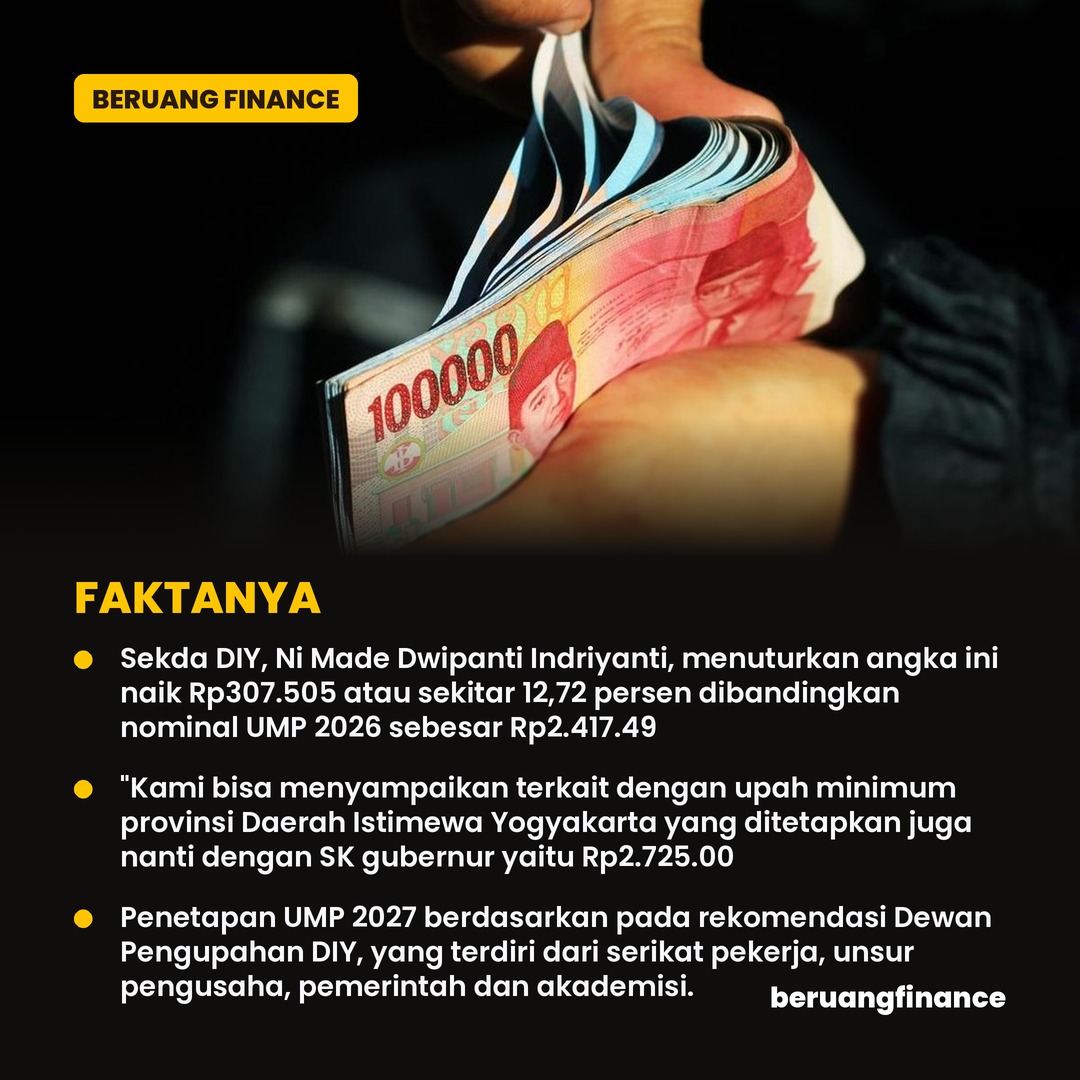 BERUANG FINANCE
100000
FAKTANYA
Sekda DIY, Ni Made Dwipanti Indriyanti, menuturkan angka ini
naik Rp307.505 atau sekitar 12,72 persen dibandingkan
nominal UMP 2026 sebesar Rp2.417.49
"Kami bisa menyampaikan terkait dengan upah minimum
provinsi Daerah Istimewa Yogyakarta yang ditetapkan juga
nanti dengan SK gubernur yaitu Rp2.725.00
Penetapan UMP 2027 berdasarkan pada rekomendasi Dewan
Pengupahan DIY, yang terdiri dari serikat pekerja, unsur
pengusaha, pemerintah dan akademisi.
beruangfinance